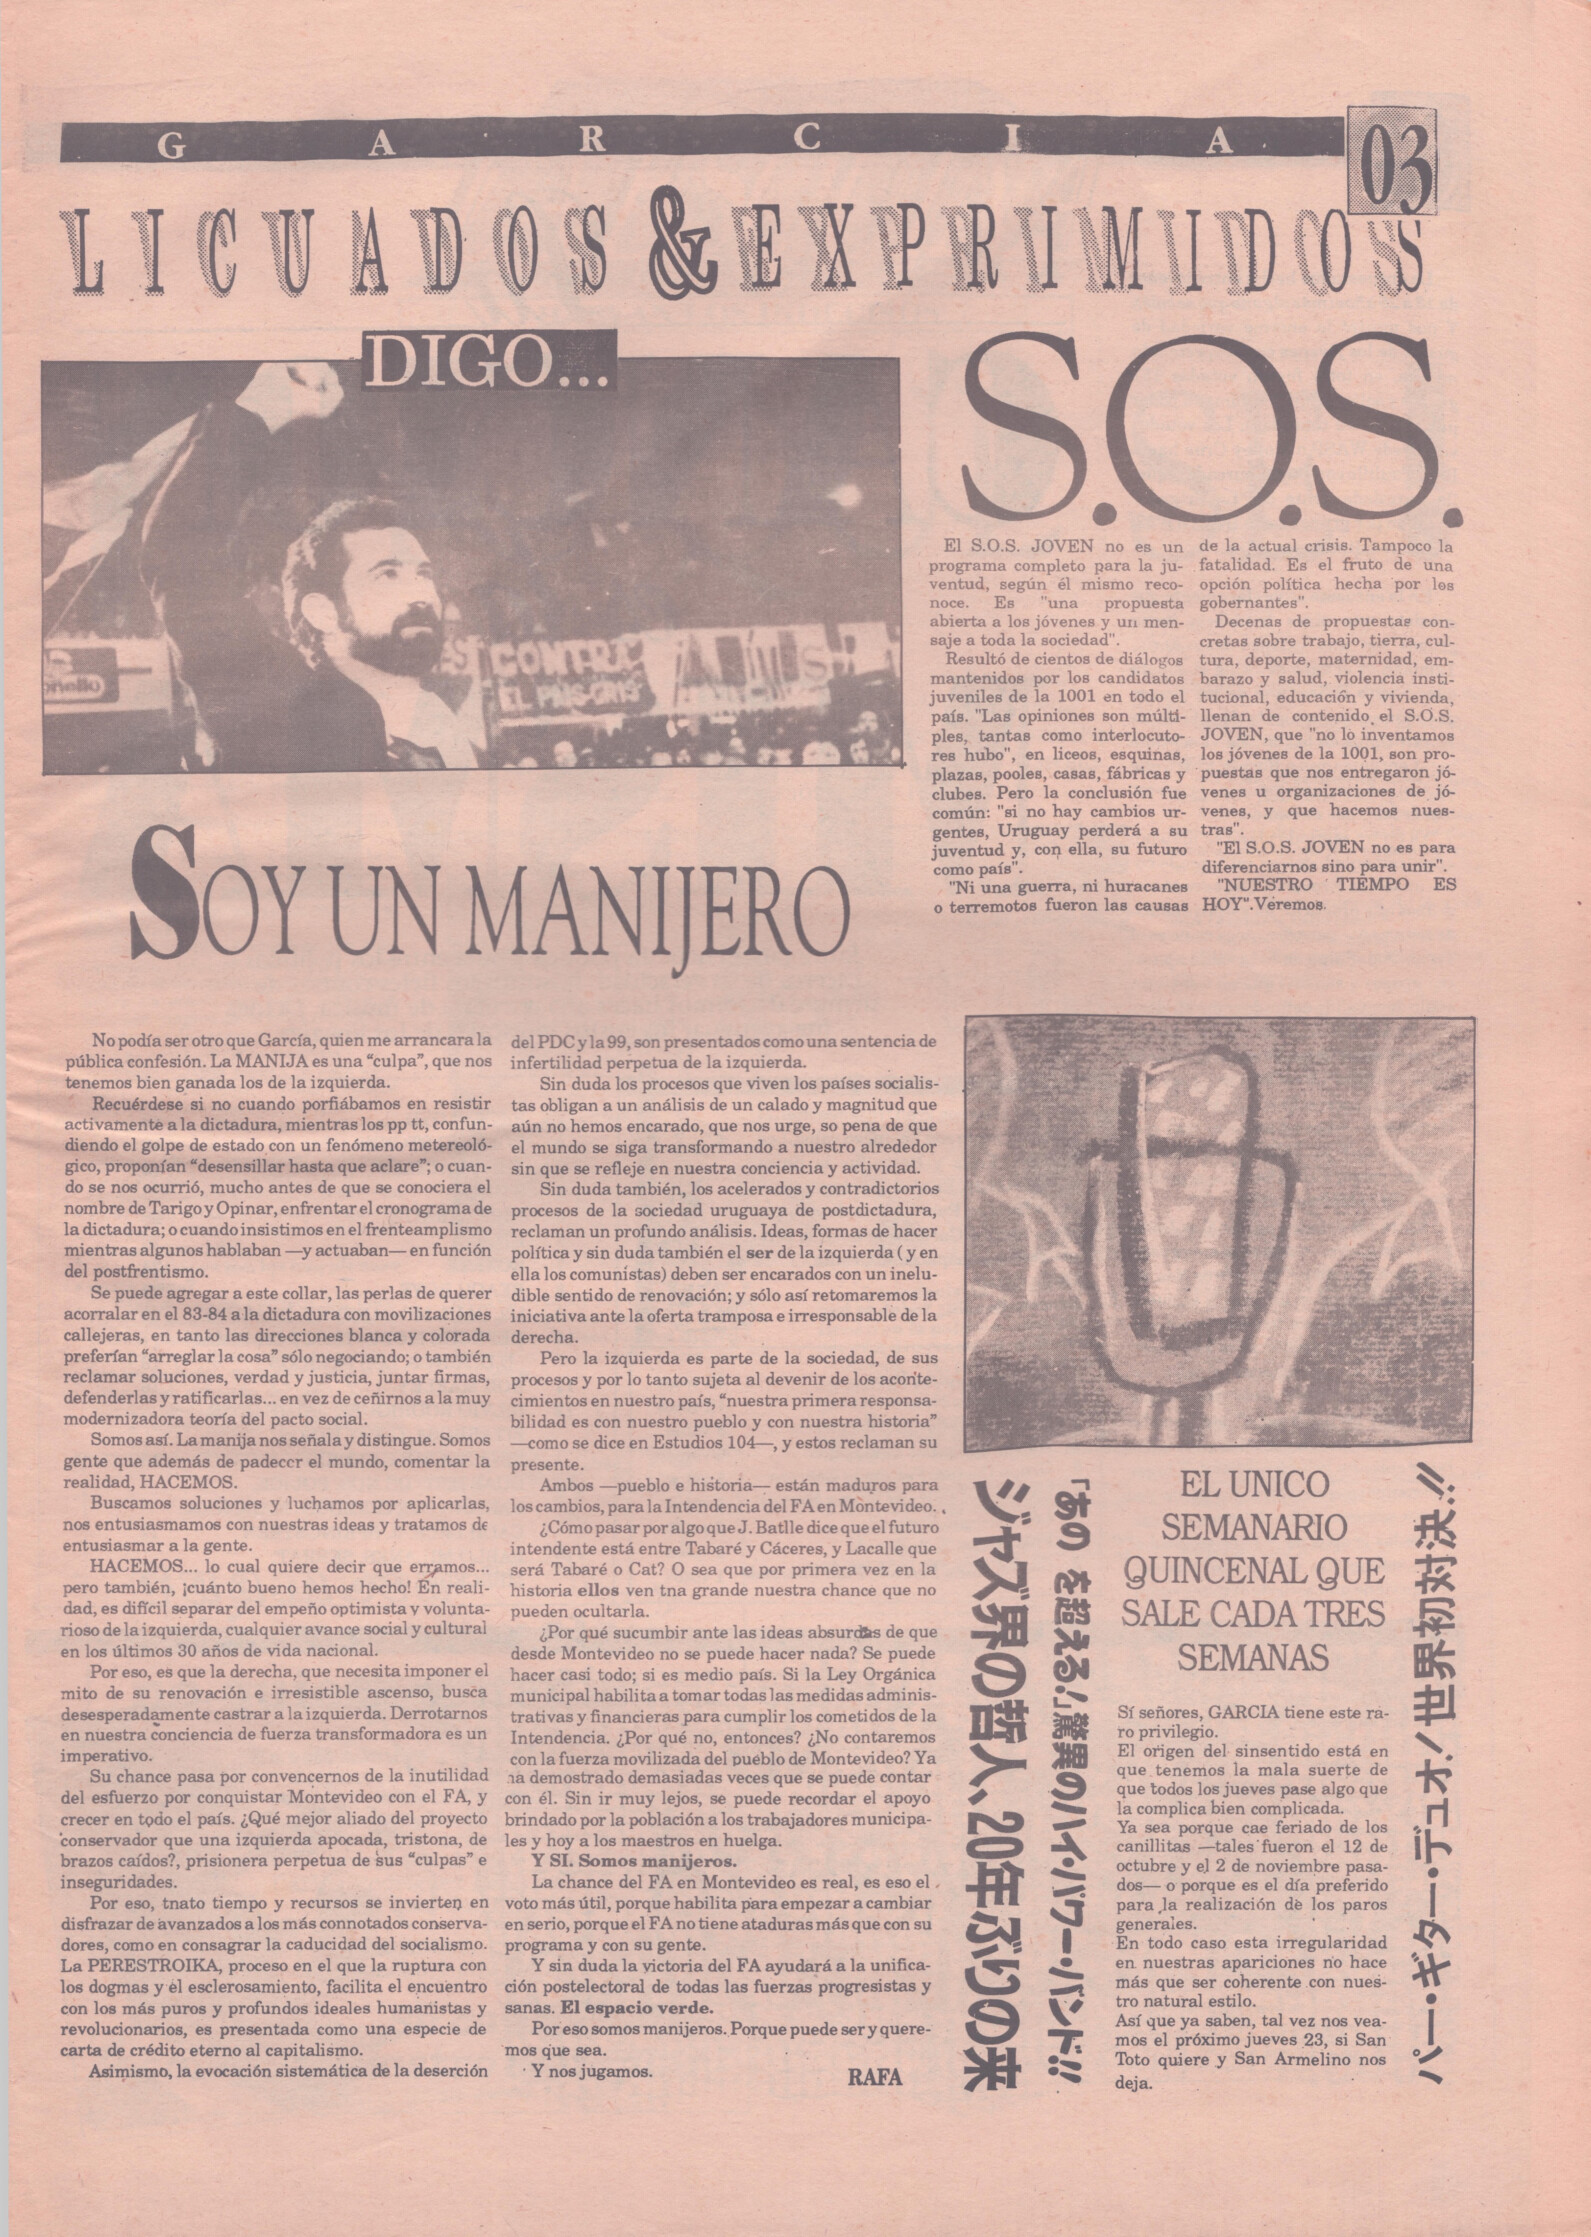 GARCIA
03
LICUADOS & EXPRIMIDOS
DIGO...
CONTRA
SOY UN MANIJERO
No podía ser otro que García, quien me arrancara la
pública confesión. La MANIJA es una “culpa”, que nos
tenemos bien ganada los de la izquierda.
Recuérdese si no cuando porfiábamos en resistir
activamente a la dictadura, mientras los pp tt, confun-
diendo el golpe de estado con un fenómeno metereoló-
gico, proponían “desensillar hasta que aclare”; o cuan-
do se nos ocurrió, mucho antes de que se conociera el
nombre de Tarigo y Opinar, enfrentar el cronograma de
la dictadura; o cuando insistimos en el frenteamplismo
mientras algunos hablaban —y actuaban— en función
del postfrentismo.
Se puede agregar a este collar, las perlas de querer
acorralar en el 83-84 a la dictadura con movilizaciones
callejeras, en tanto las direcciones blanca y colorada
preferían “arreglar la cosa” sólo negociando; o también
reclamar soluciones, verdad y justicia, juntar firmas,
defenderlas y ratificarlas... en vez de ceñirnos a la muy
modernizadora teoría del pacto social.
Somos así. La manija nos señala y distingue. Somos
gente que además de padecer el mundo, comentar la
realidad, HACEMOS.
Buscamos soluciones y luchamos por aplicarlas,
nos entusiasmamos con nuestras ideas y tratamos de
entusiasmar a la gente.
HACEMOS... lo cual quiere decir que erramos...
pero también, ¡cuánto bueno hemos hecho! En reali-
dad, es difícil separar del empeño optimista y volunta-
rioso de la izquierda, cualquier avance social y cultural
en los últimos 30 años de vida nacional.
Por eso, es que la derecha, que necesita imponer el
mito de su renovación e irresistible ascenso, busca
desesperadamente castrar a la izquierda. Derrotarnos
en nuestra conciencia de fuerza transformadora es un
imperativo.
Su chance pasa por convencernos de la inutilidad
del esfuerzo por conquistar Montevideo con el FA, y
crecer en todo el país. ¿Qué mejor aliado del proyecto
conservador que una izquierda apocada, tristona, de
brazos caídos?, prisionera perpetua de sus “culpas” e
inseguridades.
Por eso, tnato tiempo y recursos se invierten en
disfrazar de avanzados a los más connotados conserva-
dores, como en consagrar la caducidad del socialismo.
La PERESTROIKA, proceso en el que la ruptura con
los dogmas y el esclerosamiento, facilita el encuentro
con los más puros y profundos ideales humanistas y
revolucionarios, es presentada como una especie de
carta de crédito eterno al capitalismo.
Asimismo, la evocación sistemática de la deserción
del PDC y la 99, son presentados como una sentencia de
infertilidad perpetua de la izquierda.
Sin duda los procesos que viven los países socialis-
tas obligan a un análisis de un calado y magnitud que
aún no hemos encarado, que nos urge, so pena de que
el mundo se siga transformando a nuestro alrededor
sin que se refleje en nuestra conciencia y actividad.
Sin duda también, los acelerados y contradictorios
procesos de la sociedad uruguaya de postdictadura,
reclaman un profundo análisis. Ideas, formas de hacer
política y sin duda también el ser de la izquierda ( y en
ella los comunistas) deben ser encarados con un inelu-
dible sentido de renovación; y sólo así retomaremos la
iniciativa ante la oferta tramposa e irresponsable de la
derecha.
Pero la izquierda es parte de la sociedad, de sus
procesos y por lo tanto sujeta al devenir de los aconte-
cimientos en nuestro país, “nuestra primera responsa-
bilidad es con nuestro pueblo y con nuestra historia”
—como se dice en Estudios 104—, y estos reclaman su
presente.
Ambos —pueblo e historia— están maduros para
los cambios, para la Intendencia del FA en Montevideo.
¿Cómo pasar por algo que J. Batlle dice que el futuro
intendente está entre Tabaré y Cáceres, y Lacalle que
será Tabaré o Cat? O sea que por primera vez en la
historia ellos ven tna grande nuestra chance que no
pueden ocultarla.
¿Por qué sucumbir ante las ideas absurdas de que
desde Montevideo no se puede hacer nada? Se puede
hacer casi todo; si es medio país. Si la Ley Orgánica
municipal habilita a tomar todas las medidas adminis-
trativas y financieras para cumplir los cometidos de la
Intendencia. ¿Por qué no, entonces? ¿No contaremos
con la fuerza movilizada del pueblo de Montevideo? Ya
ha demostrado demasiadas veces que se puede contar
con él. Sin ir muy lejos, se puede recordar el apoyo
brindado por la población a los trabajadores municipa-
les y hoy a los maestros en huelga.
Y SI. Somos manijeros.
La chance del FA en Montevideo es real, es eso el
voto más útil, porque habilita para empezar a cambiar
en serio, porque el FA no tiene ataduras más que con su
programa y con su gente.
Y sin duda la victoria del FA ayudará a la unifica-
ción postelectoral de todas las fuerzas progresistas y
sanas. El espacio verde.
Por eso somos manijeros. Porque puede ser y quere-
mos que sea.
Y nos jugamos.
RAFA
S.O.S.
El S.O.S. JOVEN no es un
programa completo para la ju-
ventud, según él mismo reco-
noce. Es "una propuesta
abierta a los jóvenes y un men-
saje a toda la sociedad".
Resultó de cientos de diálogos
mantenidos por los candidatos
juveniles de la 1001 en todo el
país. "Las opiniones son múlti-
ples, tantas como interlocuto-
res hubo", en liceos, esquinas,
plazas, pooles, casas, fábricas y
clubes. Pero la conclusión fue
común: "si no hay cambios ur-
gentes, Uruguay perderá a su
juventud y, con ella, su futuro
como país".
"Ni una guerra, ni huracanes
o terremotos fueron las causas
de la actual crisis. Tampoco la
fatalidad. Es el fruto de una
opción política hecha por los
gobernantes".
Decenas de propuestas con-
cretas sobre trabajo, tierra, cul-
tura, deporte, maternidad, em-
barazo y salud, violencia insti-
tucional, educación y vivienda,
llenan de contenido el S.O.S.
JOVEN, que "no lo inventamos
los jóvenes de la 1001, son pro-
puestas que nos entregaron jó-
venes u organizaciones de jó-
venes, y que hacemos nues-
tras".
"El S.O.S. JOVEN no es para
diferenciarnos sino para unir".
"NUESTRO TIEMPO ES
HOY".Veremos.
ジャズ界の哲人、20年ぶりの来
「あの を超える!」驚異のハイ・パワー・バンド!!
EL UNICO
SEMANARIO
QUINCENAL QUE
SALE CADA TRES
SEMANAS
Sí señores, GARCIA tiene este ra-
ro privilegio.
El origen del sinsentido está en
que tenemos la mala suerte de
que todos los jueves pase algo que
la complica bien complicada.
Ya sea porque cae feriado de los
canillitas —tales fueron el 12 de
octubre y el 2 de noviembre pasa-
dos— o porque es el día preferido
para la realización de los paros
generales.
En todo caso esta irregularidad
en nuestras apariciones no hace
más que ser coherente con nues-
tro natural estilo.
Así que ya saben, tal vez nos vea-
mos el próximo jueves 23, si San
Toto quiere y San Armelino nos
deja.
パー・ギター・デュオ!世界初対決!!